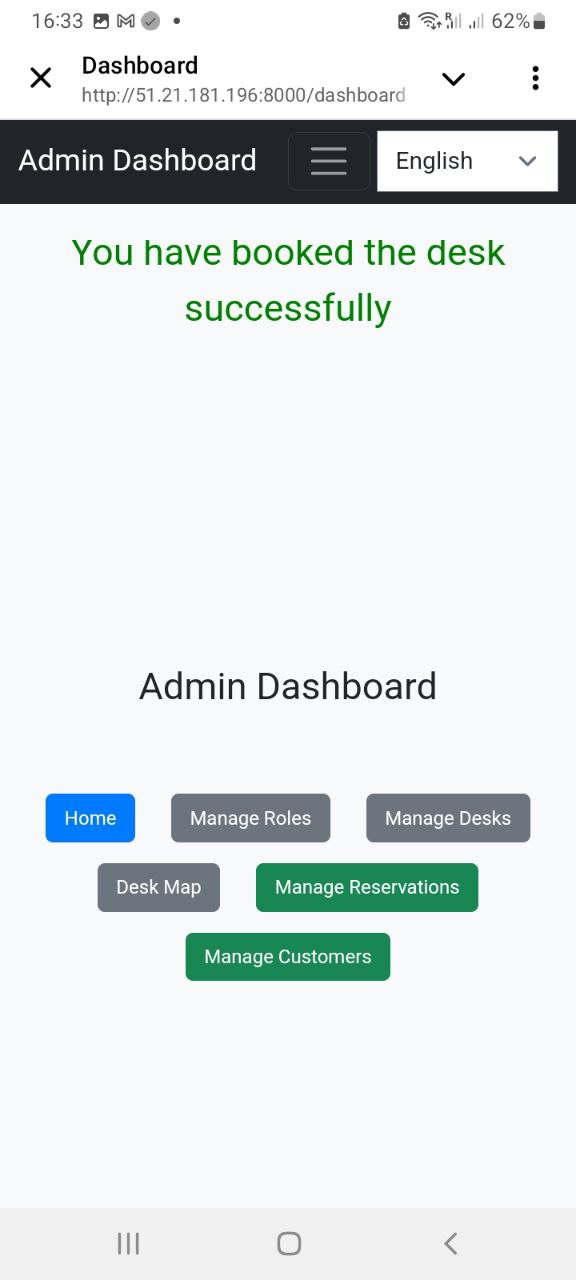 16:33
62%
Dashboard
http://51.21.181.196:8000/dashboard
Admin Dashboard
English
You have booked the desk
successfully
Admin Dashboard
Home
Manage Roles
Manage Desks
Desk Map
Manage Reservations
Manage Customers